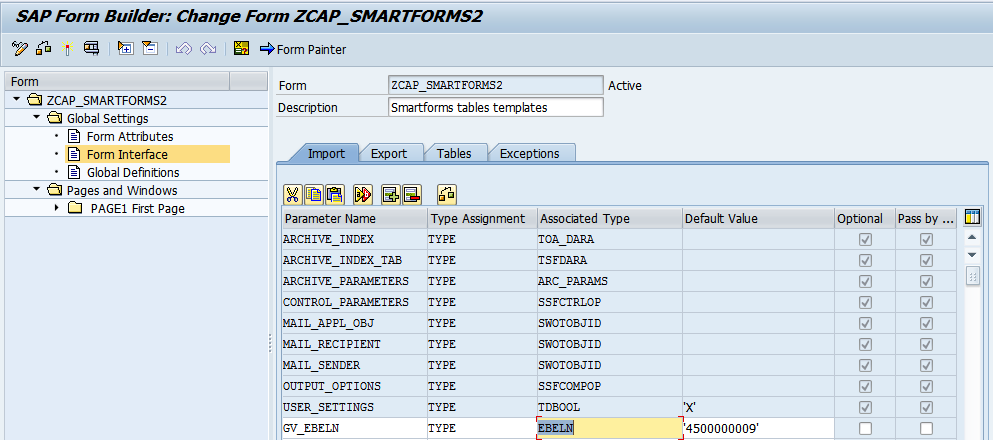 SAP Form Builder: Change Form ZCAP_SMARTFORMS2
Form Painter
Form
ZCAP_SMARTFORMS2
Global Settings
Form Attributes
Form Interface
Global Definitions
Pages and Windows
PAGE1 First Page
Form ZCAP_SMARTFORMS2 Active
Description Smartforms tables templates
Import Export Tables Exceptions
Parameter Name Type Assignment Associated Type Default Value Optional Pass by ...
ARCHIVE_INDEX TYPE TOA_DARA
ARCHIVE_INDEX_TAB TYPE TSFDARA
ARCHIVE_PARAMETERS TYPE ARC_PARAMS
CONTROL_PARAMETERS TYPE SSFCTRLOP
MAIL_APPL_OBJ TYPE SWOTOBJID
MAIL_RECIPIENT TYPE SWOTOBJID
MAIL_SENDER TYPE SWOTOBJID
OUTPUT_OPTIONS TYPE SSFCOMPOP
USER_SETTINGS TYPE TDBOOL 'X'
GV_EBELN TYPE EBELN '4500000009'